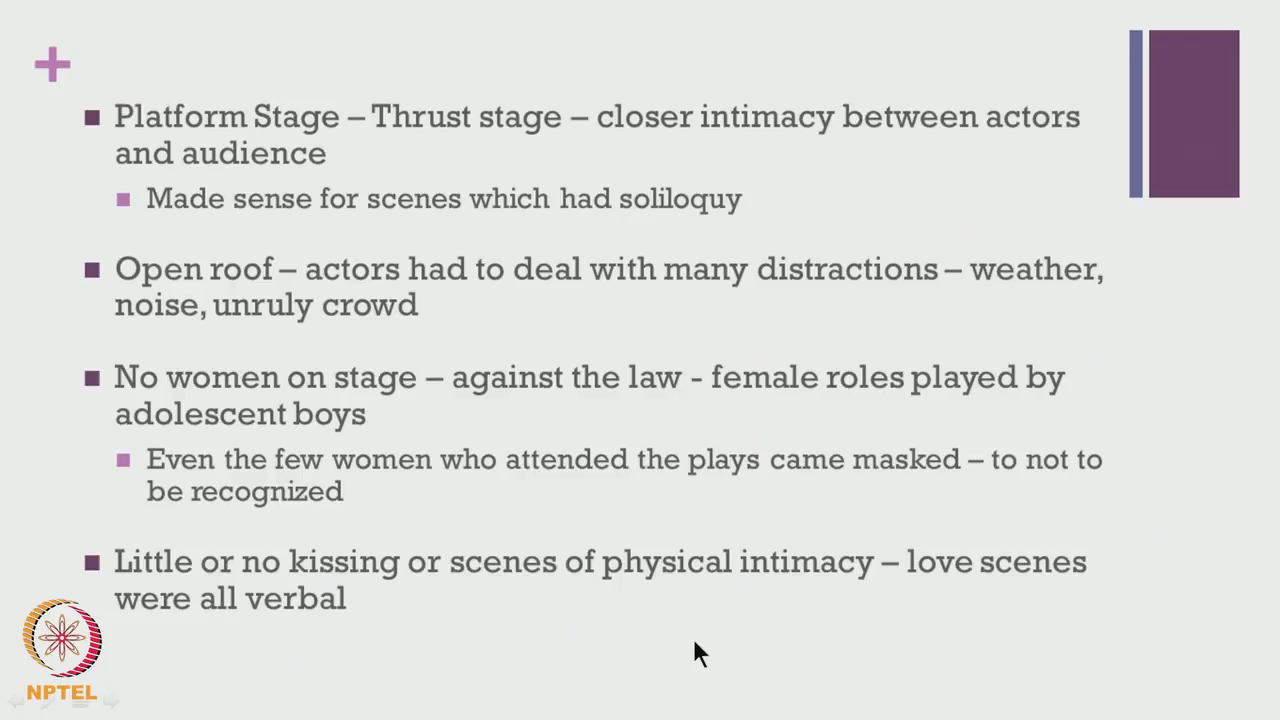 +
■ Platform Stage – Thrust stage – closer intimacy between actors
and audience
■ Made sense for scenes which had soliloquy
■ Open roof – actors had to deal with many distractions – weather,
noise, unruly crowd
■ No women on stage – against the law - female roles played by
adolescent boys
■ Even the few women who attended the plays came masked – to not to
be recognized
■ Little or no kissing or scenes of physical intimacy – love scenes
were all verbal
NPTEL